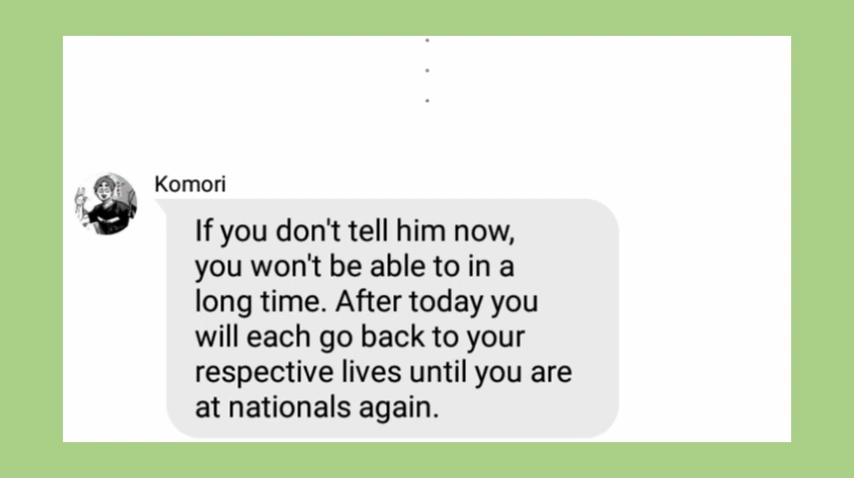 Komori
If you don't tell him now,
you won't be able to in a
long time. After today you
will each go back to your
respective lives until you are
at nationals again.